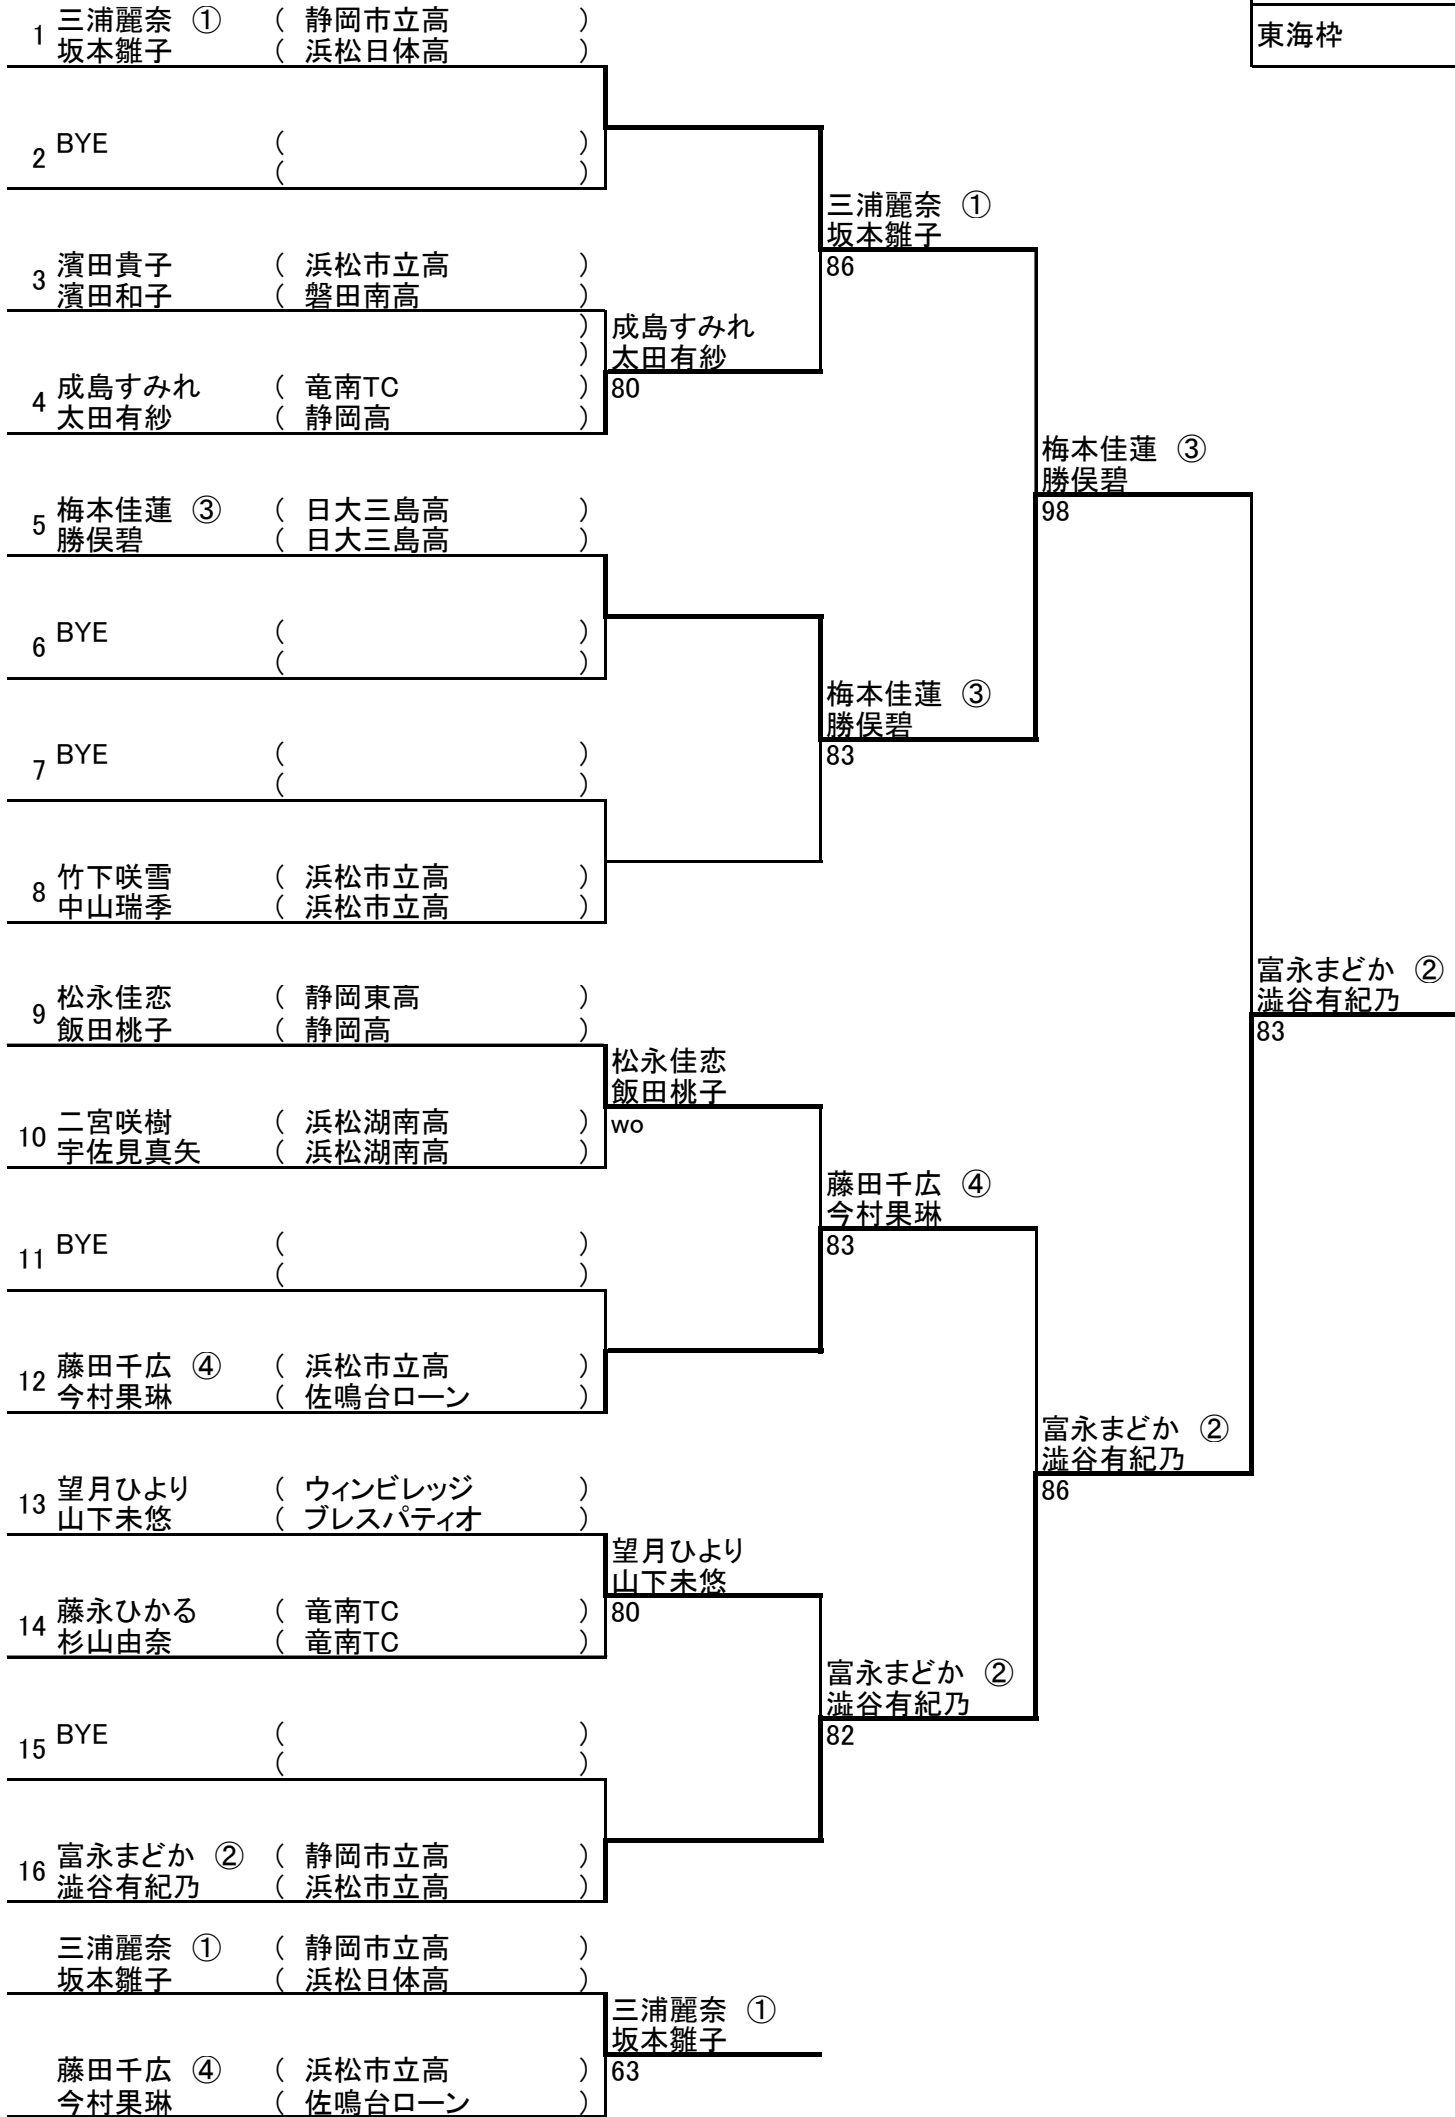 東海枠
1 三浦麗奈 ① ( 静岡市立高 )
坂本雛子 ( 浜松日体高 )
2 BYE ( )
( )
三浦麗奈 ①
坂本雛子
86
3 濱田貴子 ( 浜松市立高 )
濱田和子 ( 磐田南高 )
)
)
成島すみれ
太田有紗
80
4 成島すみれ ( 竜南TC )
太田有紗 ( 静岡高 )
梅本佳蓮 ③
勝俣碧
98
5 梅本佳蓮 ③ ( 日大三島高 )
勝俣碧 ( 日大三島高 )
6 BYE ( )
( )
梅本佳蓮 ③
勝俣碧
83
7 BYE ( )
( )
8 竹下咲雪 ( 浜松市立高 )
中山瑞季 ( 浜松市立高 )
富永まどか ②
澁谷有紀乃
83
9 松永佳恋 ( 静岡東高 )
飯田桃子 ( 静岡高 )
松永佳恋
飯田桃子
wo
10 二宮咲樹 ( 浜松湖南高 )
宇佐見真矢 ( 浜松湖南高 )
藤田千広 ④
今村果琳
83
11 BYE ( )
( )
12 藤田千広 ④ ( 浜松市立高 )
今村果琳 ( 佐鳴台ローン )
富永まどか ②
澁谷有紀乃
86
13 望月ひより ( ウィンビレッジ )
山下未悠 ( ブレスパティオ )
望月ひより
山下未悠
80
14 藤永ひかる ( 竜南TC )
杉山由奈 ( 竜南TC )
富永まどか ②
澁谷有紀乃
82
15 BYE ( )
( )
16 富永まどか ② ( 静岡市立高 )
澁谷有紀乃 ( 浜松市立高 )
三浦麗奈 ① ( 静岡市立高 )
坂本雛子 ( 浜松日体高 )
三浦麗奈 ①
坂本雛子
63
藤田千広 ④ ( 浜松市立高 )
今村果琳 ( 佐鳴台ローン )